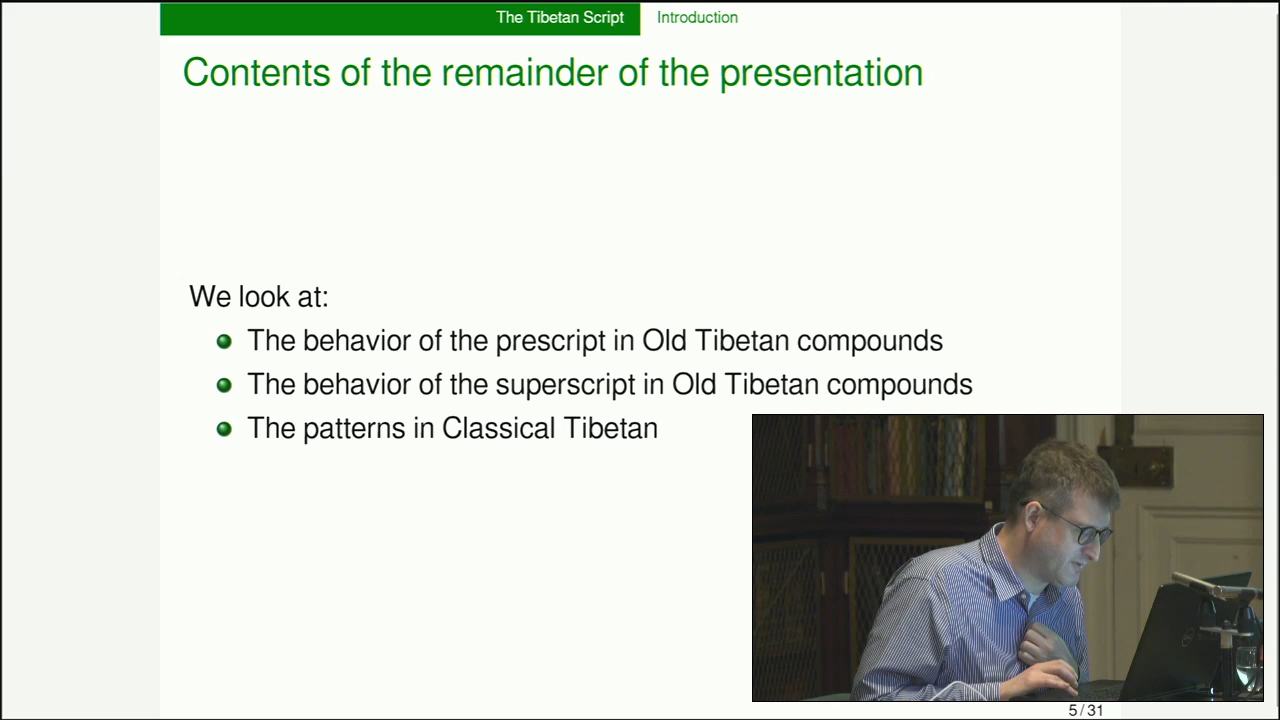 The Tibetan Script Introduction
Contents of the remainder of the presentation
We look at:
The behavior of the prescript in Old Tibetan compounds
The behavior of the superscript in Old Tibetan compounds
The patterns in Classical Tibetan
5/31